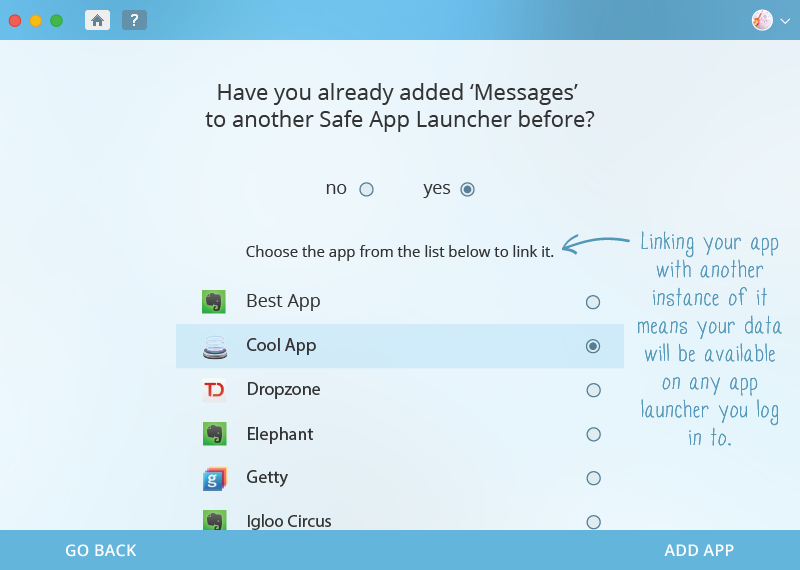 ?
Have you already added ‘Messages’
to another Safe App Launcher before?
no
yes
Choose the app from the list below to link it.
Linking your app
with another
instance of it
means your data
will be available
on any app
launcher you log
in to.
Best App
Cool App
TD
Dropzone
Elephant
g
Getty
Igloo Circus
GO BACK
ADD APP